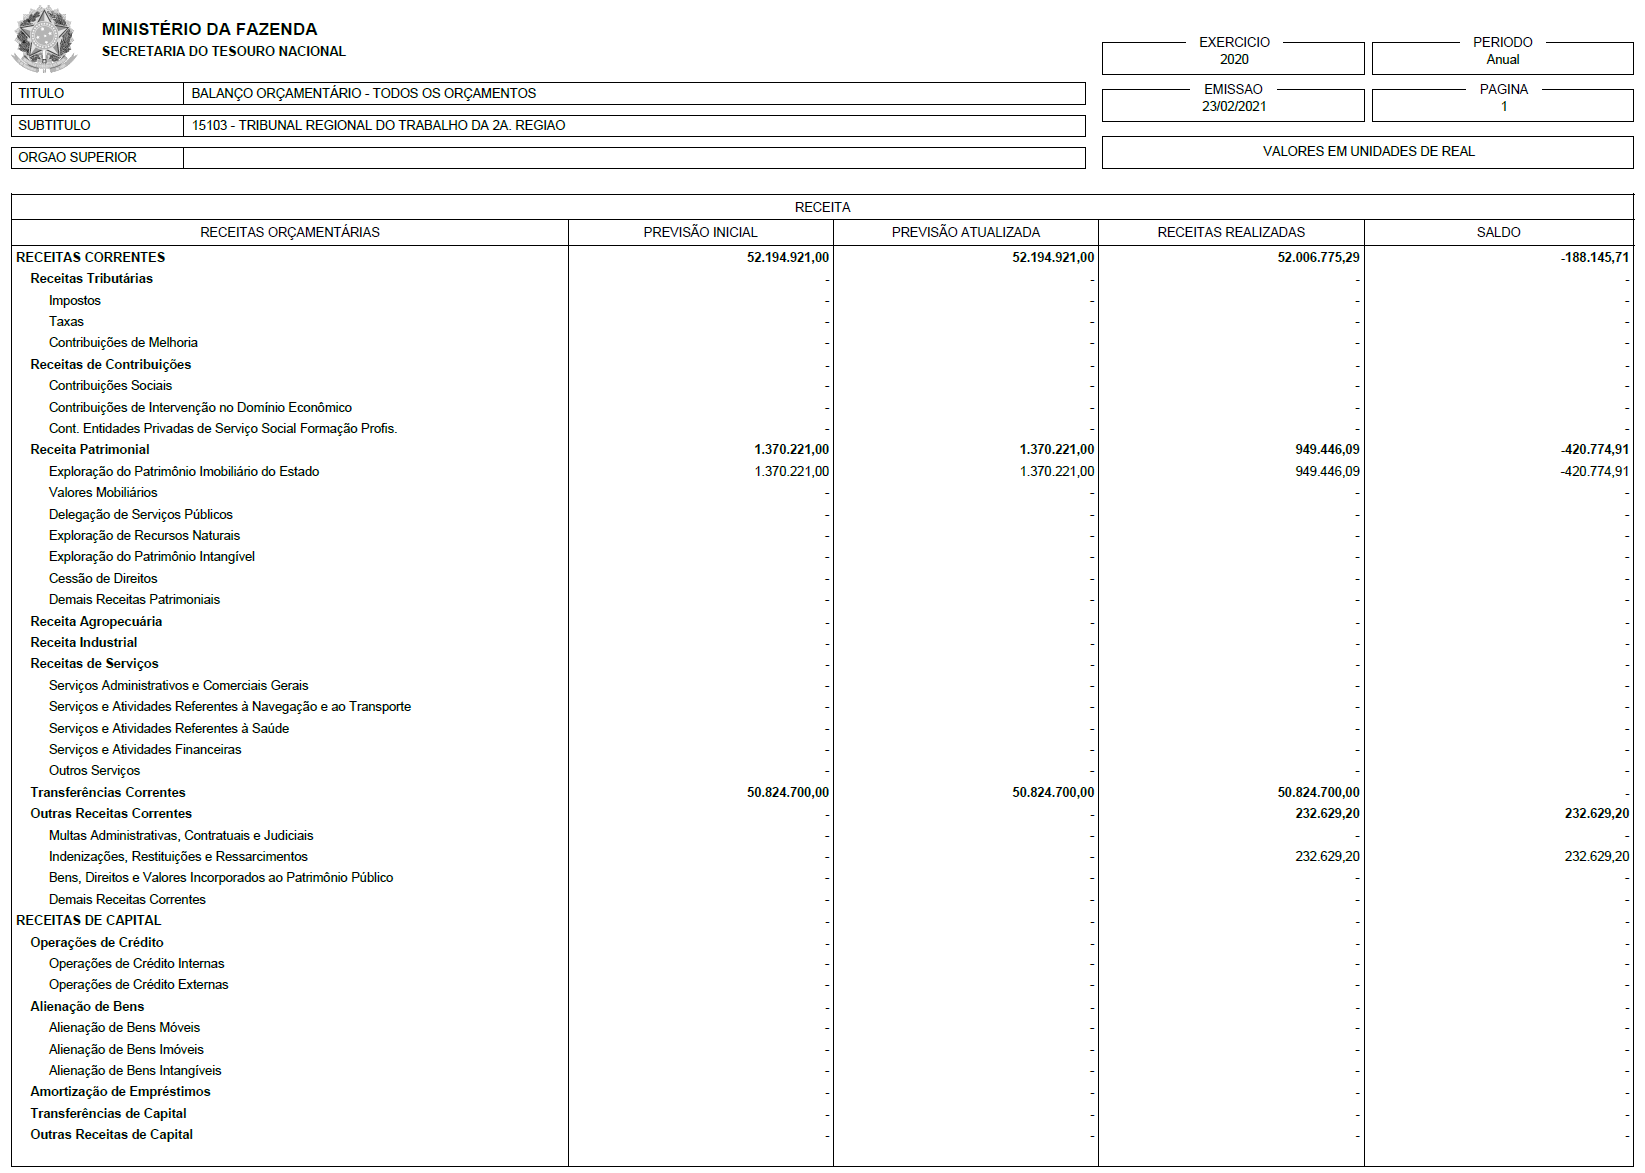 MINISTÉRIO DA FAZENDA
SECRETARIA DO TESOURO NACIONAL
EXERCICIO
2020
PERIODO
Anual
EMISSAO
23/02/2021
PAGINA
1
TITULO BALANÇO ORÇAMENTÁRIO - TODOS OS ORÇAMENTOS
SUBTITULO 15103 - TRIBUNAL REGIONAL DO TRABALHO DA 2A. REGIAO
ORGAO SUPERIOR
VALORES EM UNIDADES DE REAL
RECEITA
RECEITAS ORÇAMENTÁRIAS PREVISÃO INICIAL PREVISÃO ATUALIZADA RECEITAS REALIZADAS SALDO
RECEITAS CORRENTES 52.194.921,00 52.194.921,00 52.006.775,29 -188.145,71
Receitas Tributárias - - - -
Impostos - - - -
Taxas - - - -
Contribuições de Melhoria - - - -
Receitas de Contribuições - - - -
Contribuições Sociais - - - -
Contribuições de Intervenção no Domínio Econômico - - - -
Cont. Entidades Privadas de Serviço Social Formação Profis. - - - -
Receita Patrimonial 1.370.221,00 1.370.221,00 949.446,09 -420.774,91
Exploração do Patrimônio Imobiliário do Estado 1.370.221,00 1.370.221,00 949.446,09 -420.774,91
Valores Mobiliários - - - -
Delegação de Serviços Públicos - - - -
Exploração de Recursos Naturais - - - -
Exploração do Patrimônio Intangível - - - -
Cessão de Direitos - - - -
Demais Receitas Patrimoniais - - - -
Receita Agropecuária - - - -
Receita Industrial - - - -
Receitas de Serviços - - - -
Serviços Administrativos e Comerciais Gerais - - - -
Serviços e Atividades Referentes à Navegação e ao Transporte - - - -
Serviços e Atividades Referentes à Saúde - - - -
Serviços e Atividades Financeiras - - - -
Outros Serviços - - - -
Transferências Correntes 50.824.700,00 50.824.700,00 50.824.700,00 -
Outras Receitas Correntes - - 232.629,20 232.629,20
Multas Administrativas, Contratuais e Judiciais - - - -
Indenizações, Restituições e Ressarcimentos - - 232.629,20 232.629,20
Bens, Direitos e Valores Incorporados ao Patrimônio Público - - - -
Demais Receitas Correntes - - - -
RECEITAS DE CAPITAL - - - -
Operações de Crédito - - - -
Operações de Crédito Internas - - - -
Operações de Crédito Externas - - - -
Alienação de Bens - - - -
Alienação de Bens Móveis - - - -
Alienação de Bens Imóveis - - - -
Alienação de Bens Intangíveis - - - -
Amortização de Empréstimos - - - -
Transferências de Capital - - - -
Outras Receitas de Capital - - - -